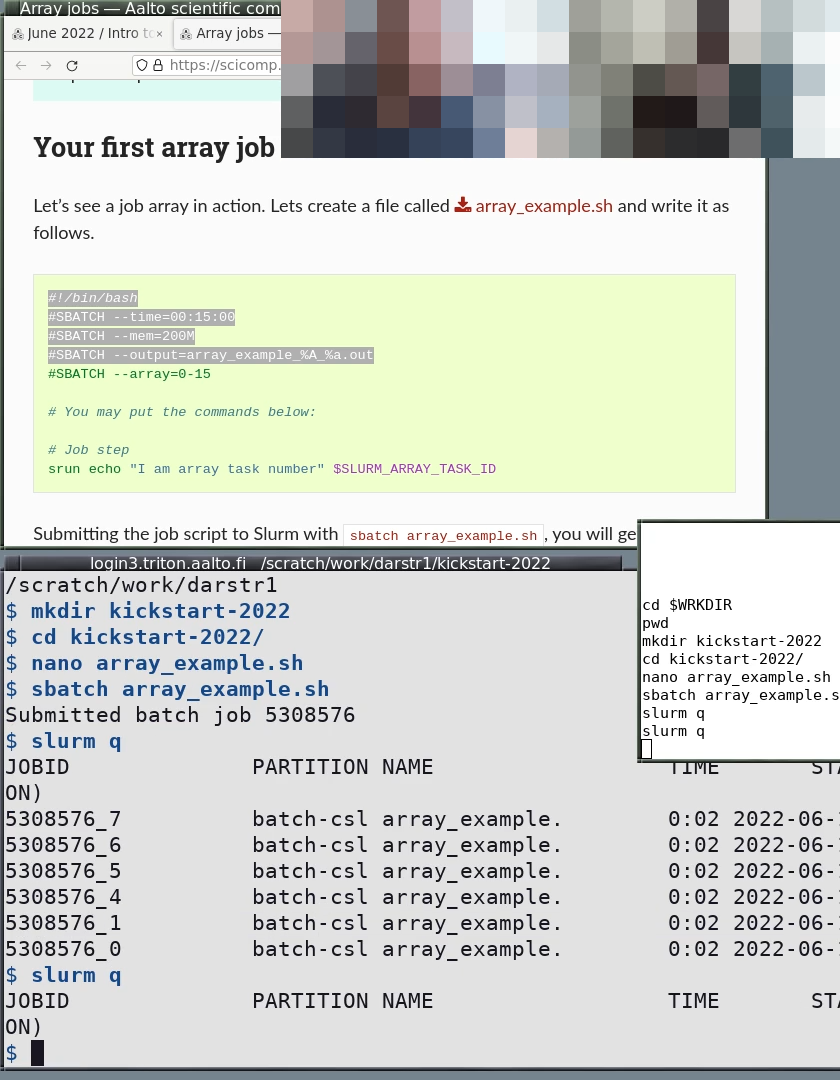 Array jobs — Aalto scientific com
June 2022 / Intro to
Array jobs —
https://scicomp.
Your first array job
Let's see a job array in action. Lets create a file called array_example.sh and write it as
follows.
#!/bin/bash
#SBATCH --time=00:15:00
#SBATCH --mem=200M
#SBATCH --output=array_example_%A_%a.out
#SBATCH --array=0-15
# You may put the commands below:
# Job step
srun echo "I am array task number" $SLURM_ARRAY_TASK_ID
Submitting the job script to Slurm with sbatch array_example.sh, you will ge
login3.triton.aalto.fi /scratch/work/darstr1/kickstart-2022
/scratch/work/darstr1
$ mkdir kickstart-2022
$ cd kickstart-2022/
$ nano array_example.sh
$ sbatch array_example.sh
Submitted batch job 5308576
$ slurm q
JOBID PARTITION NAME TIME STA
ON)
5308576_7 batch-csl array_example. 0:02 2022-06-
5308576_6 batch-csl array_example. 0:02 2022-06-
5308576_5 batch-csl array_example. 0:02 2022-06-
5308576_4 batch-csl array_example. 0:02 2022-06-
5308576_1 batch-csl array_example. 0:02 2022-06-
5308576_0 batch-csl array_example. 0:02 2022-06-
$ slurm q
JOBID PARTITION NAME TIME STA
ON)
$
cd $WRKDIR
pwd
mkdir kickstart-2022
cd kickstart-2022/
nano array_example.sh
sbatch array_example.s
slurm q
slurm q